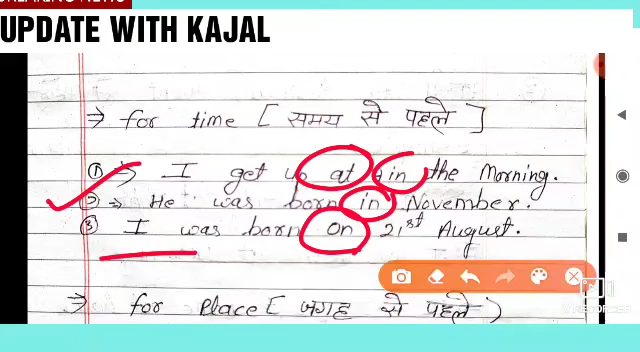 UPDATE WITH KAJAL
⇒ for time [ समय से पहले ]
① ⇒ I get up at 4 in the Morning.
② → He was born in November.
③ I was born on 21st August.
⇒ for Place [ जगह से पहले )